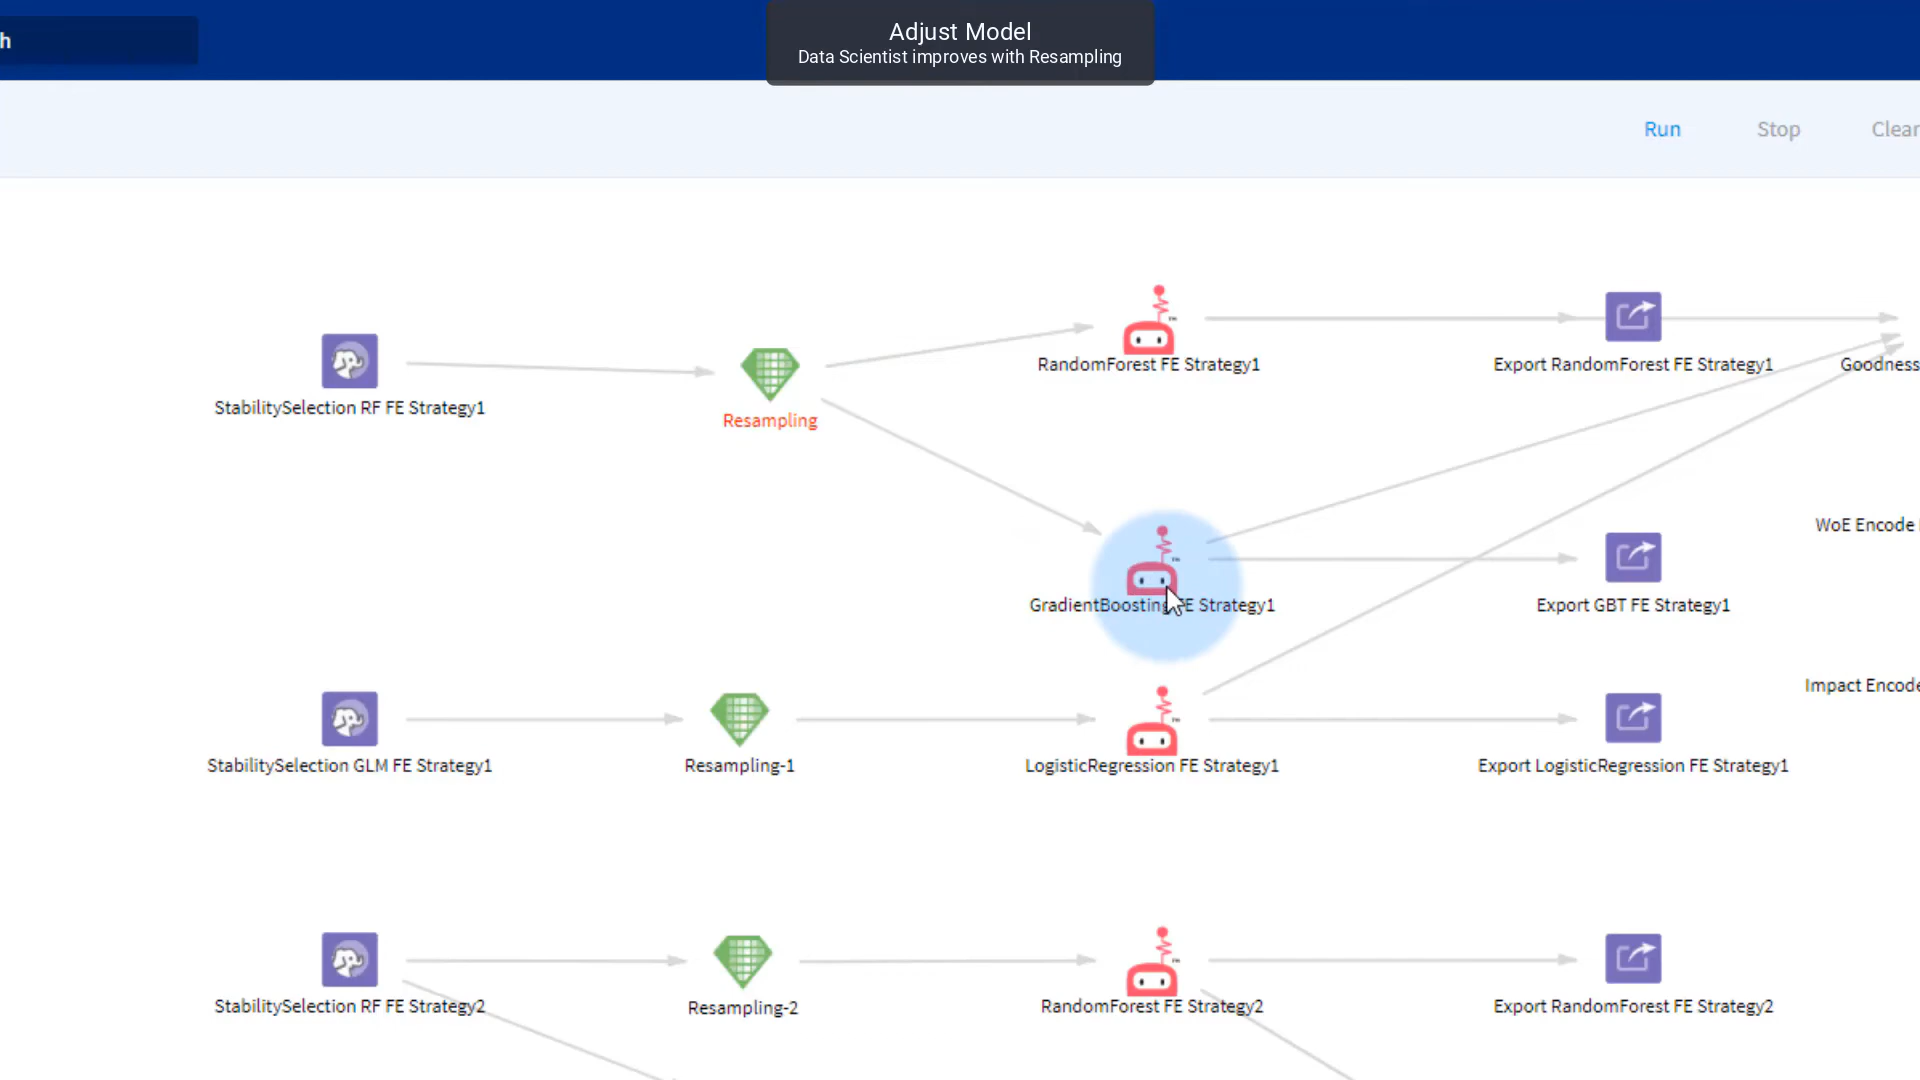 h
Adjust Model
Data Scientist improves with Resampling
Run
Stop
Clear
RandomForest FE Strategy1
Export RandomForest FE Strategy1
Goodness
StabilitySelection RF FE Strategy1
Resampling
WoE Encode
GradientBoosting FE Strategy1
Export GBT FE Strategy1
Impact Encode
StabilitySelection GLM FE Strategy1
Resampling-1
LogisticRegression FE Strategy1
Export LogisticRegression FE Strategy1
StabilitySelection RF FE Strategy2
Resampling-2
RandomForest FE Strategy2
Export RandomForest FE Strategy2